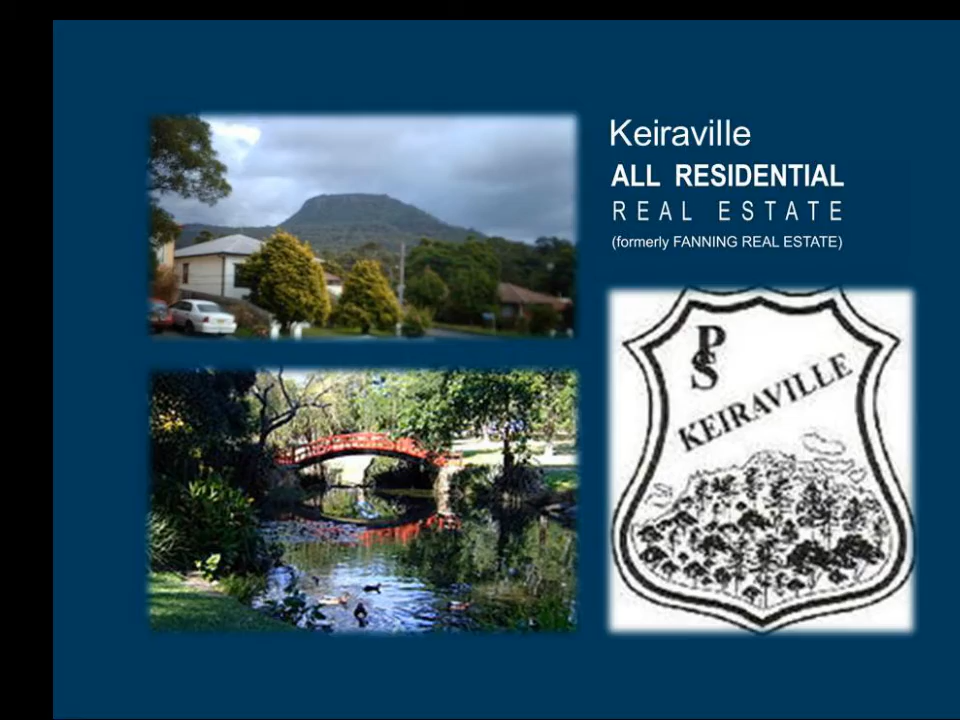 Keiraville
ALL RESIDENTIAL
REAL ESTATE
(formerly FANNING REAL ESTATE)
PS
KEIRAVILLE